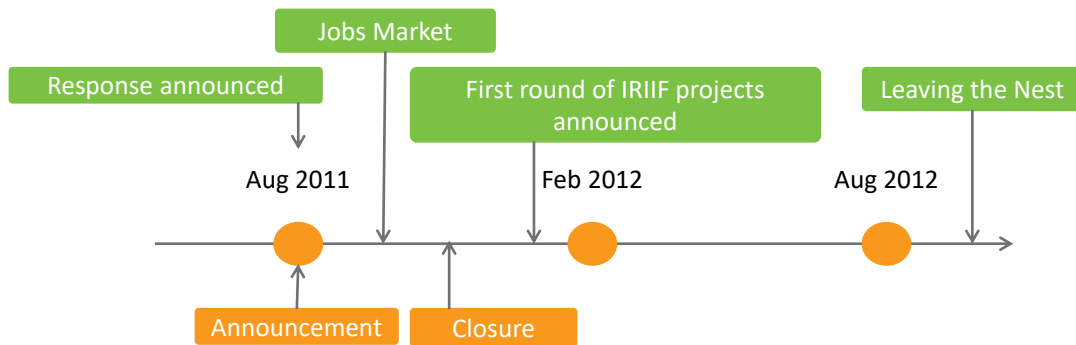 Jobs Market
Response announced
First round of IRIIF projects
announced
Leaving the Nest
Aug 2011
Feb 2012
Aug 2012
Announcement
Closure